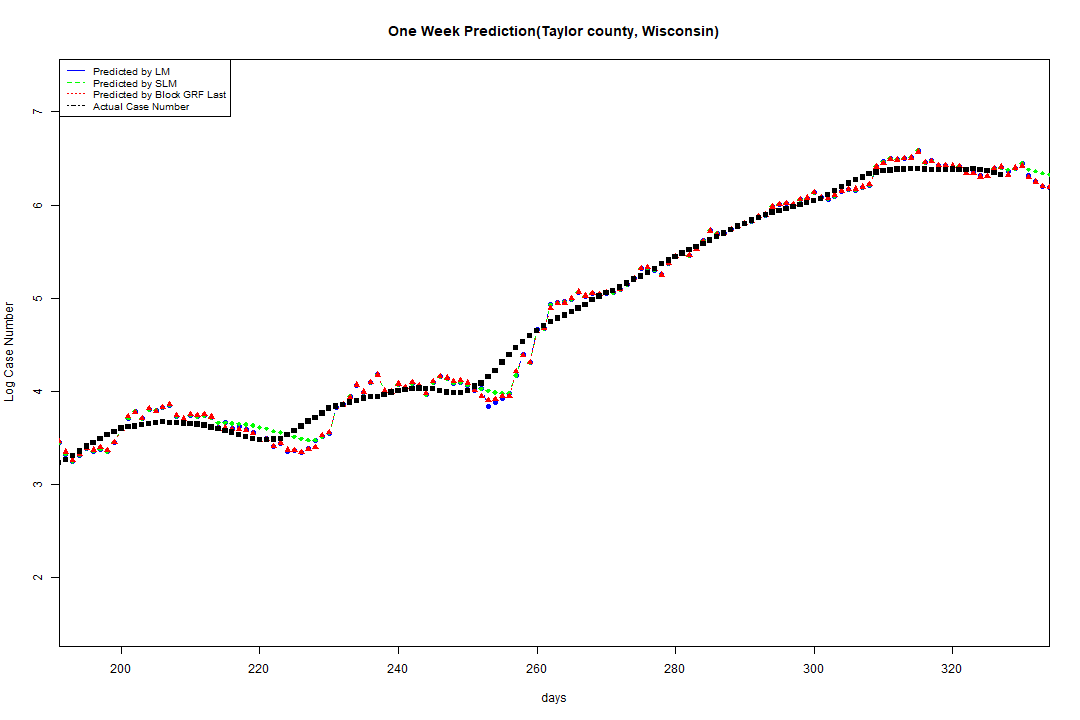 One Week Prediction(Taylor county, Wisconsin)
Predicted by LM
Predicted by SLM
Predicted by Block GRF Last
Actual Case Number
7
6
5
4
3
2
Log Case Number
200 220 240 260 280 300 320
days